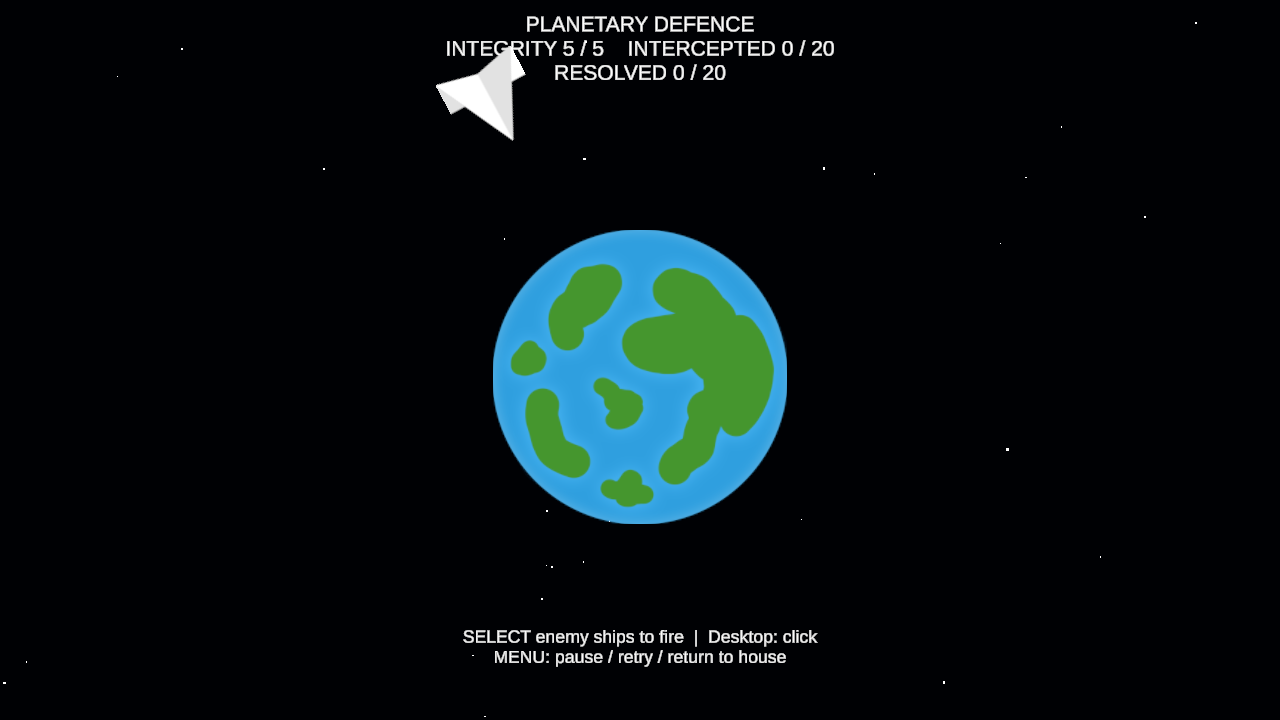 PLANETARY DEFENCE
INTEGRITY 5 / 5    INTERCEPTED 0 / 20
RESOLVED 0 / 20
SELECT enemy ships to fire  |  Desktop: click
MENU: pause / retry / return to house